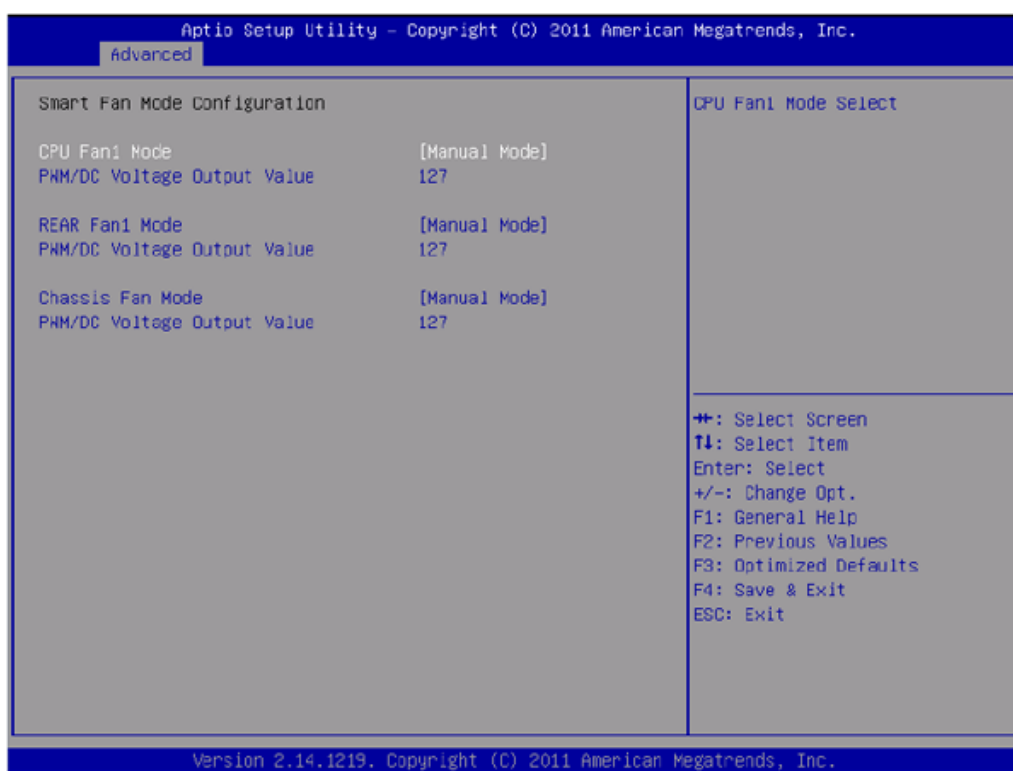 Aptio Setup Utility – Copyright (C) 2011 American Megatrends, Inc.
Advanced
Smart Fan Mode Configuration
CPU Fan1 Mode [Manual Mode]
PWM/DC Voltage Output Value 127
REAR Fan1 Mode [Manual Mode]
PWM/DC Voltage Output Value 127
Chassis Fan Mode [Manual Mode]
PWM/DC Voltage Output Value 127
CPU Fan1 Mode Select
→←: Select Screen
↑↓: Select Item
Enter: Select
+/-: Change Opt.
F1: General Help
F2: Previous Values
F3: Optimized Defaults
F4: Save & Exit
ESC: Exit
Version 2.14.1219. Copyright (C) 2011 American Megatrends, Inc.